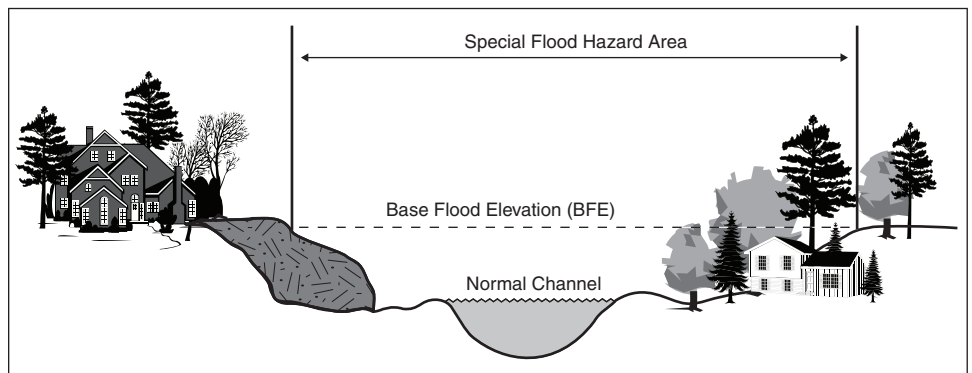 Special Flood Hazard Area
Base Flood Elevation (BFE)
Normal Channel